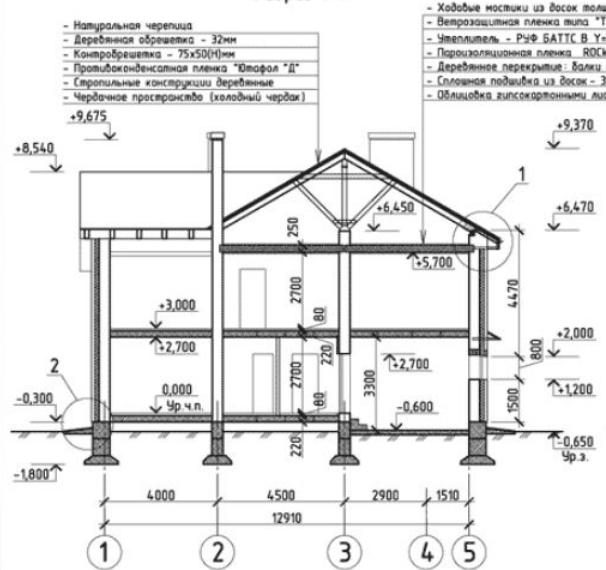 - Натуральная черепица
- Деревянная обрешетка - 32мм
- Контробрешетка - 75х50(Н)мм
- Противоконденсатная пленка "Ютафол "Д"
- Стропильные конструкции деревянные
- Чердачное пространство (холодный чердак)
- Ходовые мостики из досок
- Ветрозащитная пленка типа
- Утеплитель - РУФ БАТТС В
- Пароизоляционная пленка
- Деревянное перекрытие: балки
- Сплошная подшивка из досок - 3
- Облицовка гипсокартонными
+9,675
+9,370
+8,540
1
+6,450
+6,470
250
+5,700
2700
4470
80
+3,000
+2,000
+2,700
220
2700
+2,700
800
3300
+1,200
2
0,000
Ур.ч.п.
80
1500
-0,300
-0,600
-0,650
Ур.з.
220
-1,800
4000
4500
2900
1510
12910
1
2
3
4
5